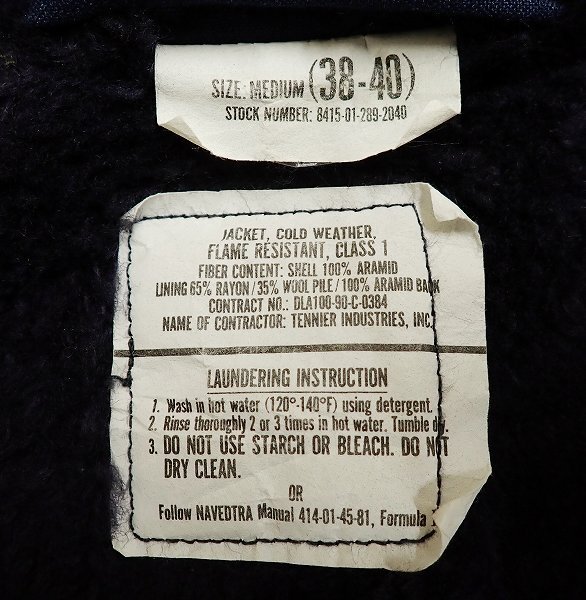 SIZE: MEDIUM (38-40)
STOCK NUMBER: 8415-01-289-2040
JACKET, COLD WEATHER,
FLAME RESISTANT, CLASS 1
FIBER CONTENT: SHELL 100% ARAMID
LINING 65% RAYON/35% WOOL PILE/100% ARAMID BACK
CONTRACT NO.: DLA100-90-C-0384
NAME OF CONTRACTOR: TENNIER INDUSTRIES, INC.
LAUNDERING INSTRUCTION
1. Wash in hot water (120°-140°F) using detergent.
2. Rinse thoroughly 2 or 3 times in hot water. Tumble dry.
3. DO NOT USE STARCH OR BLEACH. DO NOT
DRY CLEAN.
OR
Follow NAVEDTRA Manual 414-01-45-81, Formula